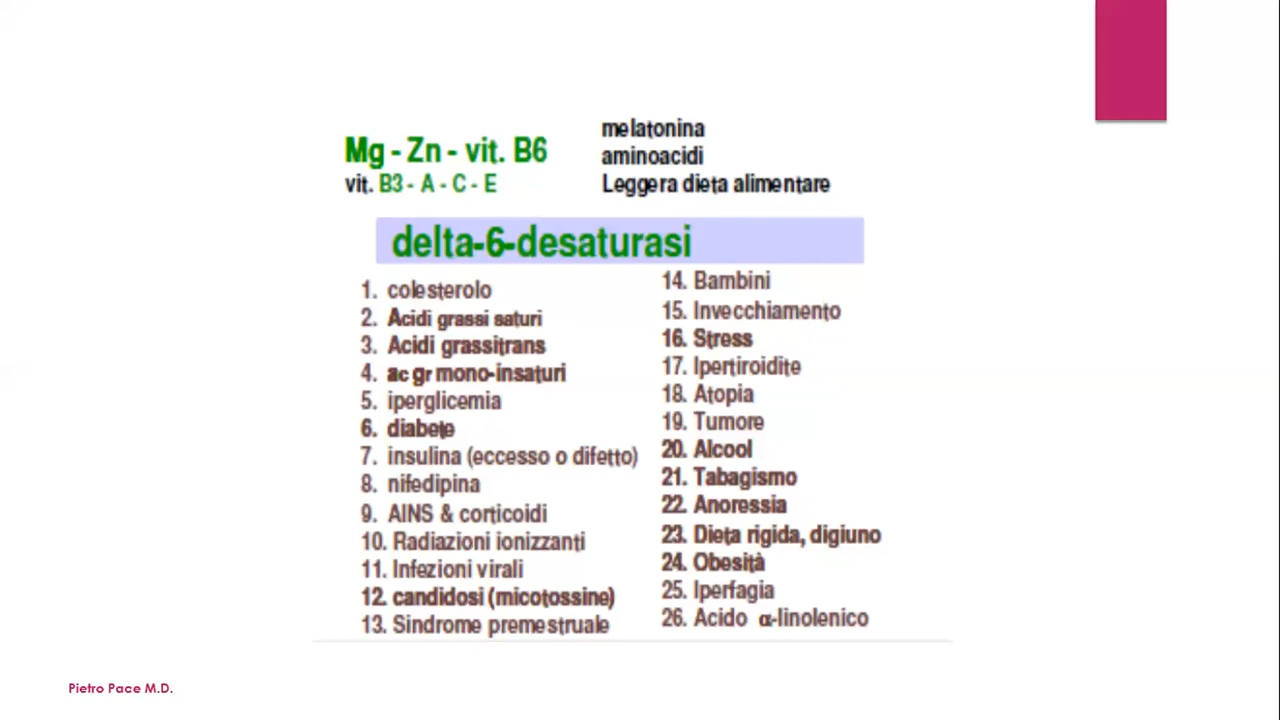 Mg - Zn - vit. B6
vit. B3 - A - C - E
melatonina
aminoacidi
Leggera dieta alimentare
delta-6-desaturasi
1. colesterolo
2. Acidi grassi saturi
3. Acidi grassitrans
4. ac gr mono-insaturi
5. iperglicemia
6. diabete
7. insulina (eccesso o difetto)
8. nifedipina
9. AINS & corticoidi
10. Radiazioni ionizzanti
11. Infezioni virali
12. candidosi (micotossine)
13. Sindrome premestruale
14. Bambini
15. Invecchiamento
16. Stress
17. Ipertiroidite
18. Atopia
19. Tumore
20. Alcool
21. Tabagismo
22. Anoressia
23. Dieta rigida, digiuno
24. Obesità
25. Iperfagia
26. Acido α-linolenico
Pietro Pace M.D.